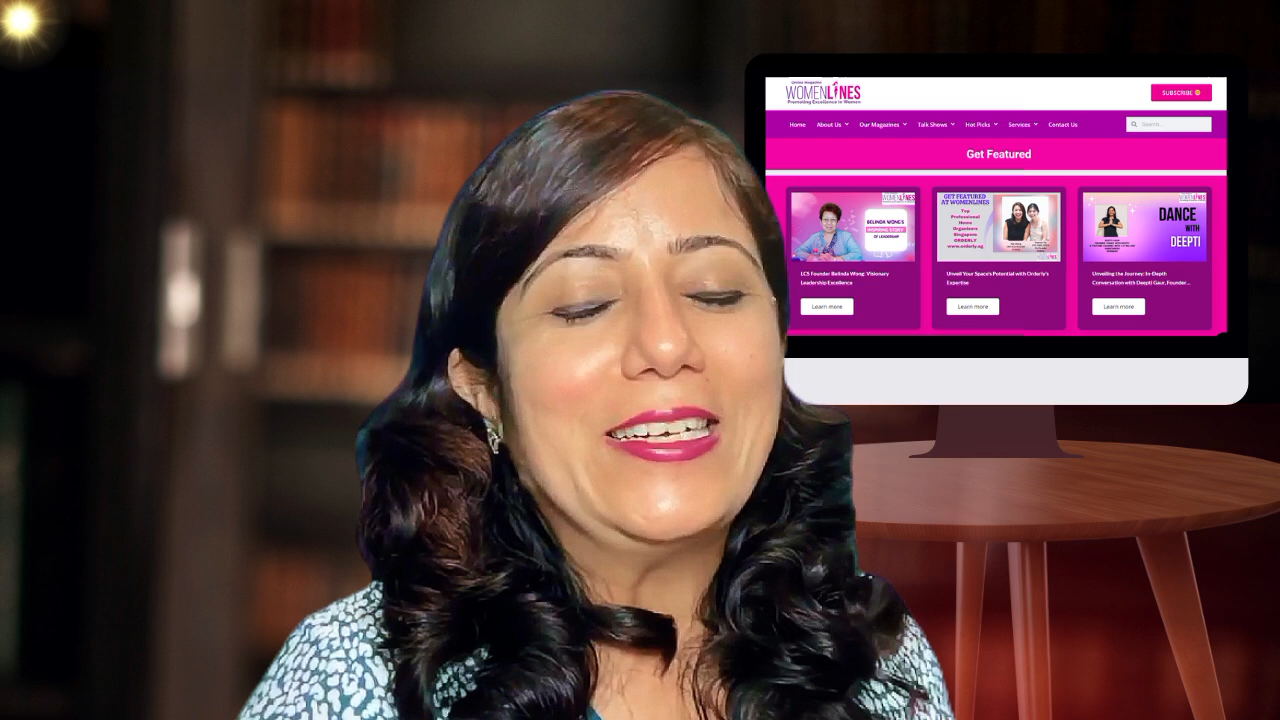 Online Magazine
WOMENLINES
Promoting Excellence in Women
SUBSCRIBE
Home
About Us
Our Magazines
Talk Shows
Hot Picks
Services
Contact Us
Search...
Get Featured
WOMENLINES
BELINDA WONG'S
INSPIRING STORY
OF LEADERSHIP
LCS Founder Belinda Wong: Visionary
Leadership Excellence
Learn more
GET FEATURED
AT WOMENLINES
Top
Professional
Home
Organizers
Singapore
ORDERLY
www.orderly.sg
Unveil Your Space's Potential with Orderly's
Expertise
Learn more
WOMENLINES
DANCE
WITH
DEEPTI
Unveiling the Journey: In-Depth
Conversation with Deepti Gaur, Founder...
Learn more